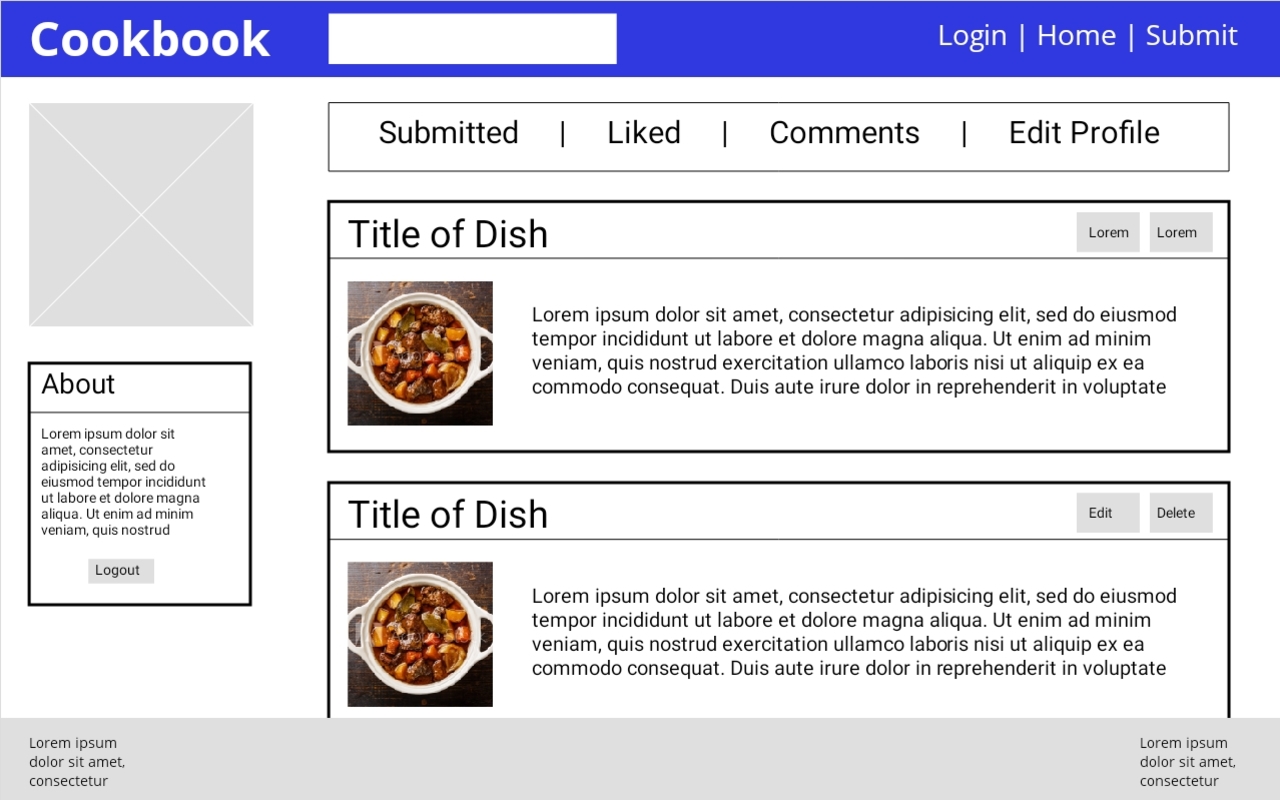 Cookbook
Login | Home | Submit
Submitted | Liked | Comments | Edit Profile
Title of Dish
Lorem
Lorem
Lorem ipsum dolor sit amet, consectetur adipisicing elit, sed do eiusmod
tempor incididunt ut labore et dolore magna aliqua. Ut enim ad minim
veniam, quis nostrud exercitation ullamco laboris nisi ut aliquip ex ea
commodo consequat. Duis aute irure dolor in reprehenderit in voluptate
About
Lorem ipsum dolor sit
amet, consectetur
adipisicing elit, sed do
eiusmod tempor incididunt
ut labore et dolore magna
aliqua. Ut enim ad minim
veniam, quis nostrud
Logout
Title of Dish
Edit
Delete
Lorem ipsum dolor sit amet, consectetur adipisicing elit, sed do eiusmod
tempor incididunt ut labore et dolore magna aliqua. Ut enim ad minim
veniam, quis nostrud exercitation ullamco laboris nisi ut aliquip ex ea
commodo consequat. Duis aute irure dolor in reprehenderit in voluptate
Lorem ipsum
dolor sit amet,
consectetur
Lorem ipsum
dolor sit amet,
consectetur